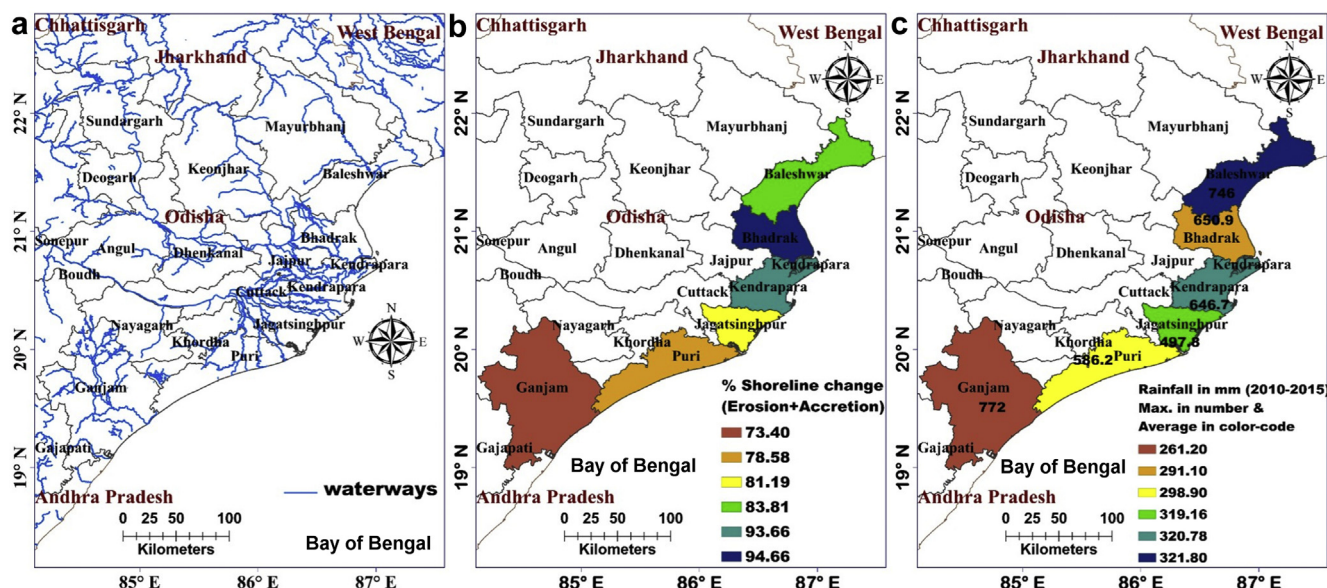 a
Chhattisgarh
West Bengal
Jharkhand
22° N
Sundargarh
Mayurbhanj
Keonjhar
Baleshwar
Deogarh
Odisha
21° N
Sonepur
Angul
Bhadrak
Dhenkanal
Jajpur
Kendrapara
Boudh
Kendrapara
Cuttack
Nayagarh
Jagatsinghpur
N
W
E
S
Khordha
20° N
Puri
Ganjam
Gajapati
19° N
waterways
Andhra Pradesh
0 25 50 100
Kilometers
Bay of Bengal
85° E
86° E
87° E
b
Chhattisgarh
West Bengal
Jharkhand
N
W
E
S
22° N
Sundargarh
Mayurbhanj
Keonjhar
Baleshwar
Deogarh
Odisha
21° N
Sonepur
Angul
Bhadrak
Dhenkanal
Jajpur
Kendrapara
Boudh
Kendrapara
Cuttack
Nayagarh
Jagatsinghpur
Khordha
20° N
Puri
Ganjam
% Shoreline change
(Erosion+Accretion)
73.40
78.58
81.19
83.81
93.66
94.66
Gajapati
Bay of Bengal
19° N
Andhra Pradesh
0 25 50 100
Kilometers
85° E
86° E
87° E
c
Chhattisgarh
West Bengal
Jharkhand
N
W
E
S
22° N
Sundargarh
Mayurbhanj
Keonjhar
Baleshwar
746
Deogarh
Odisha
650.9
21° N
Sonepur
Angul
Bhadrak
Dhenkanal
Jajpur
Kendrapara
Boudh
Kendrapara
646.7
Cuttack
Nayagarh
Jagatsinghpur
497.8
Khordha
586.2
20° N
Puri
Ganjam
772
Rainfall in mm (2010-2015)
Max. in number &
Average in color-code
261.20
291.10
298.90
319.16
320.78
321.80
Gajapati
Bay of Bengal
19° N
Andhra Pradesh
0 25 50 100
Kilometers
85° E
86° E
87° E